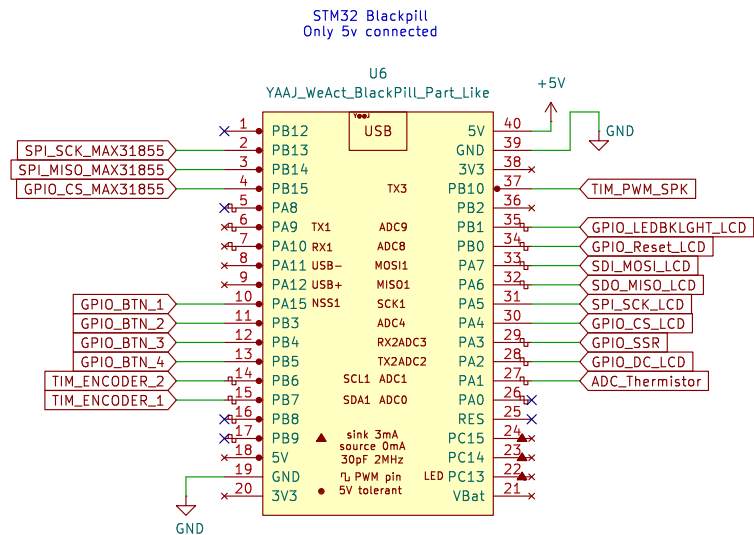 STM32 Blackpill
Only 5v connected
U6
YAAJ_WeAct_BlackPill_Part_Like
+5V
YooJ
USB
1 PB12 5V 40
SPI_SCK_MAX31855 2 PB13 GND 39 GND
SPI_MISO_MAX31855 3 PB14 3V3 38
GPIO_CS_MAX31855 4 PB15 TX3 PB10 37 TIM_PWM_SPK
5 PA8 PB2 36
6 PA9 TX1 ADC9 PB1 35 GPIO_LEDBKLGHT_LCD
7 PA10 RX1 ADC8 PB0 34 GPIO_Reset_LCD
8 PA11 USB- MOSI1 PA7 33 SDI_MOSI_LCD
9 PA12 USB+ MISO1 PA6 32 SDO_MISO_LCD
GPIO_BTN_1 10 PA15 NSS1 SCK1 PA5 31 SPI_SCK_LCD
GPIO_BTN_2 11 PB3 ADC4 PA4 30 GPIO_CS_LCD
GPIO_BTN_3 12 PB4 RX2ADC3 PA3 29 GPIO_SSR
GPIO_BTN_4 13 PB5 TX2ADC2 PA2 28 GPIO_DC_LCD
TIM_ENCODER_2 14 PB6 SCL1 ADC1 PA1 27 ADC_Thermistor
TIM_ENCODER_1 15 PB7 SDA1 ADC0 PA0 26
16 PB8 RES 25
17 PB9 sink 3mA PC15 24
source 0mA
18 5V 30pF 2MHz PC14 23
19 GND PWM pin LED PC13 22
20 3V3 5V tolerant VBat 21
GND